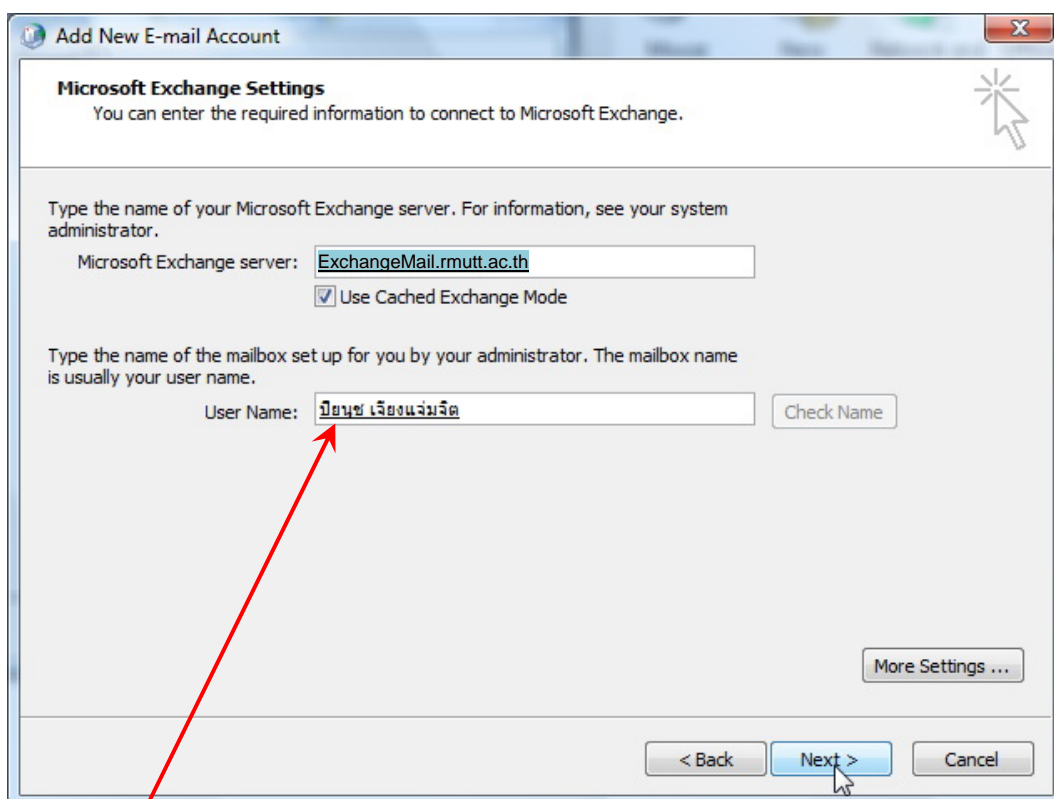 Add New E-mail Account
Microsoft Exchange Settings
You can enter the required information to connect to Microsoft Exchange.
Type the name of your Microsoft Exchange server. For information, see your system
administrator.
Microsoft Exchange server: ExchangeMail.rmutt.ac.th
Use Cached Exchange Mode
Type the name of the mailbox set up for you by your administrator. The mailbox name
is usually your user name.
User Name: ปิยนุช เจียงแจ่มจิต Check Name
More Settings ...
< Back Next > Cancel